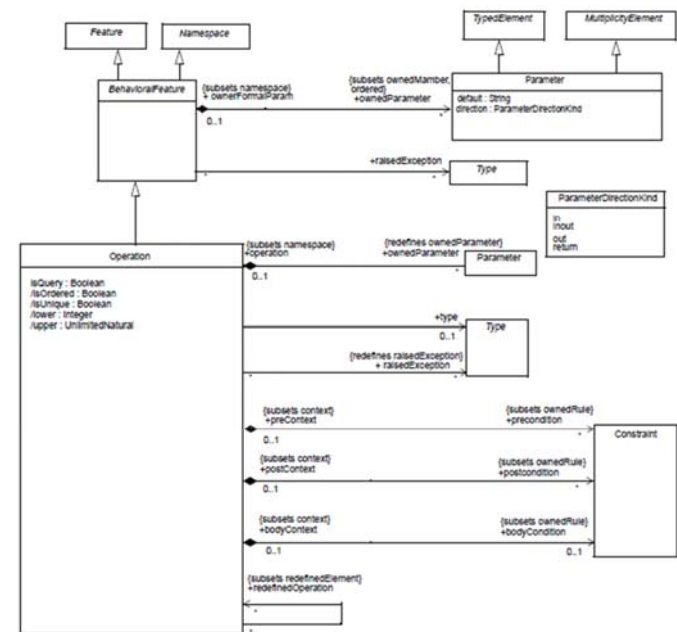 Feature
Namespace
TypedElement
MultiplicityElement
BehavioralFeature
{subsets namespace}
+ ownerFormalParam
0..1
{subsets ownedMamber,
ordered}
+ownedParameter
*
Parameter
default : String
direction : ParameterDirectionKind
+raisedException
*
*
Type
ParameterDirectionKind
in
inout
out
return
Operation
isQuery : Boolean
/isOrdered : Boolean
/isUnique : Boolean
/lower : Integer
/upper : UnlimitedNatural
{subsets namespace}
+operation
0..1
{redefines ownedParameter}
+ownedParameter
*
Parameter
+type
0..1
Type
{redefines raisedException}
+ raisedException
*
*
{subsets context}
+preContext
0..1
{subsets ownedRule}
+precondition
*
Constraint
{subsets context}
+postContext
0..1
{subsets ownedRule}
+postcondition
*
{subsets context}
+bodyContext
0..1
{subsets ownedRule}
+bodyCondition
0..1
{subsets redefinedElement}
+redefinedOperation
*
*